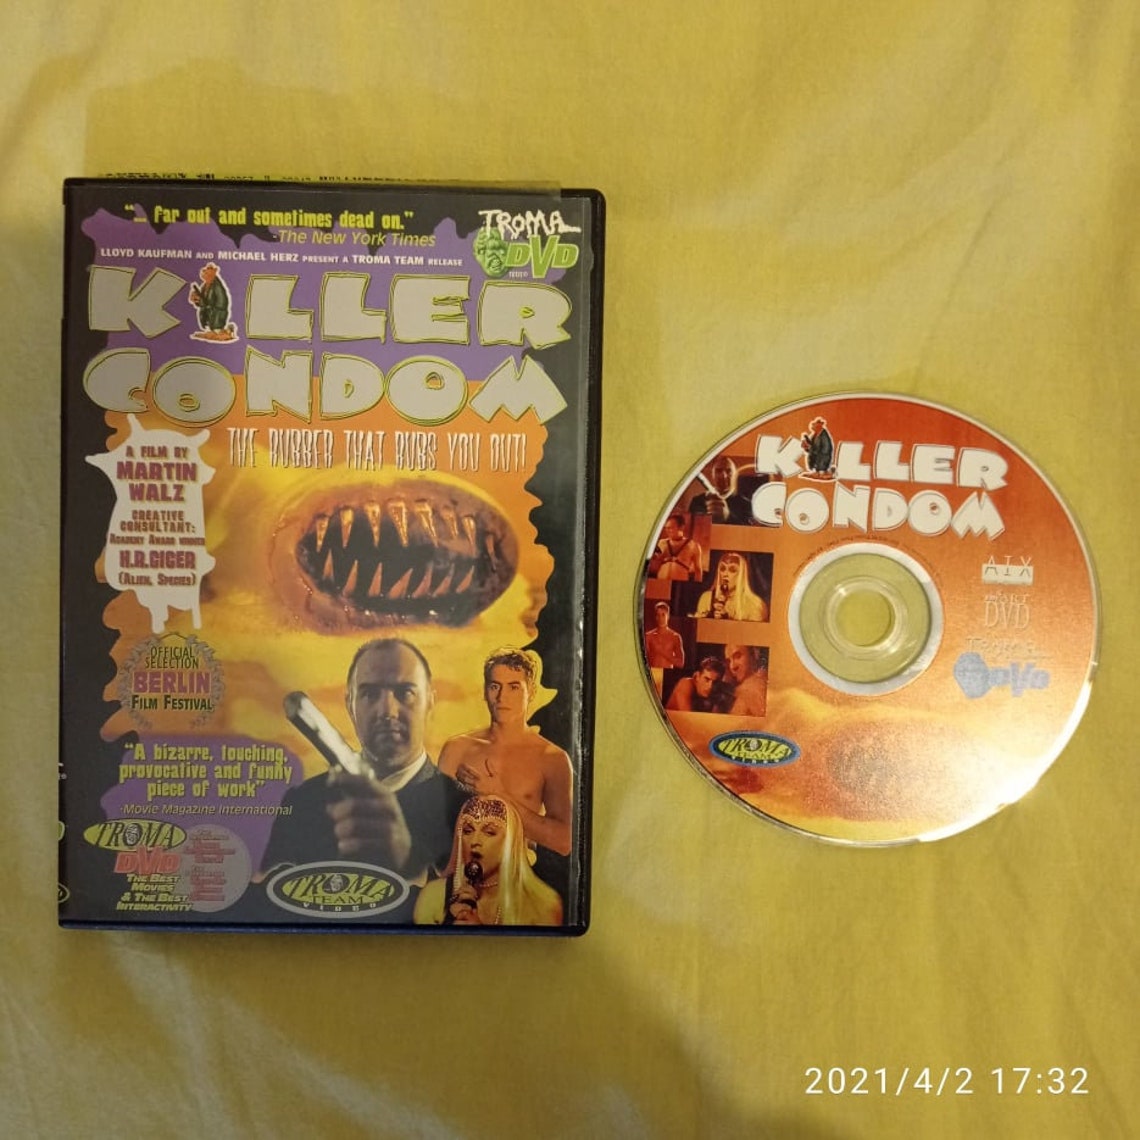 "... far out and sometimes dead on."
-The New York Times
TROMA
DVD
LLOYD KAUFMAN AND MICHAEL HERZ PRESENT A TROMA TEAM RELEASE
KILLER
CONDOM
THE RUBBER THAT RUBS YOU OUT!
A FILM BY
MARTIN
WALZ
CREATIVE
CONSULTANT:
ACADEMY AWARD WINNER
H.R.GIGER
(ALIEN, SPECIES)
OFFICIAL
SELECTION
BERLIN
FILM FESTIVAL
"A bizarre, touching,
provocative and funny
piece of work"
-Movie Magazine International
TROMA
DVD
THE BEST
MOVIES
& THE BEST
INTERACTIVITY
TROMA
TEAM
VIDEO
KILLER
CONDOM
AIX
DVD
TROMA
DVD
TROMA
TEAM
VIDEO
2021/4/2 17:32